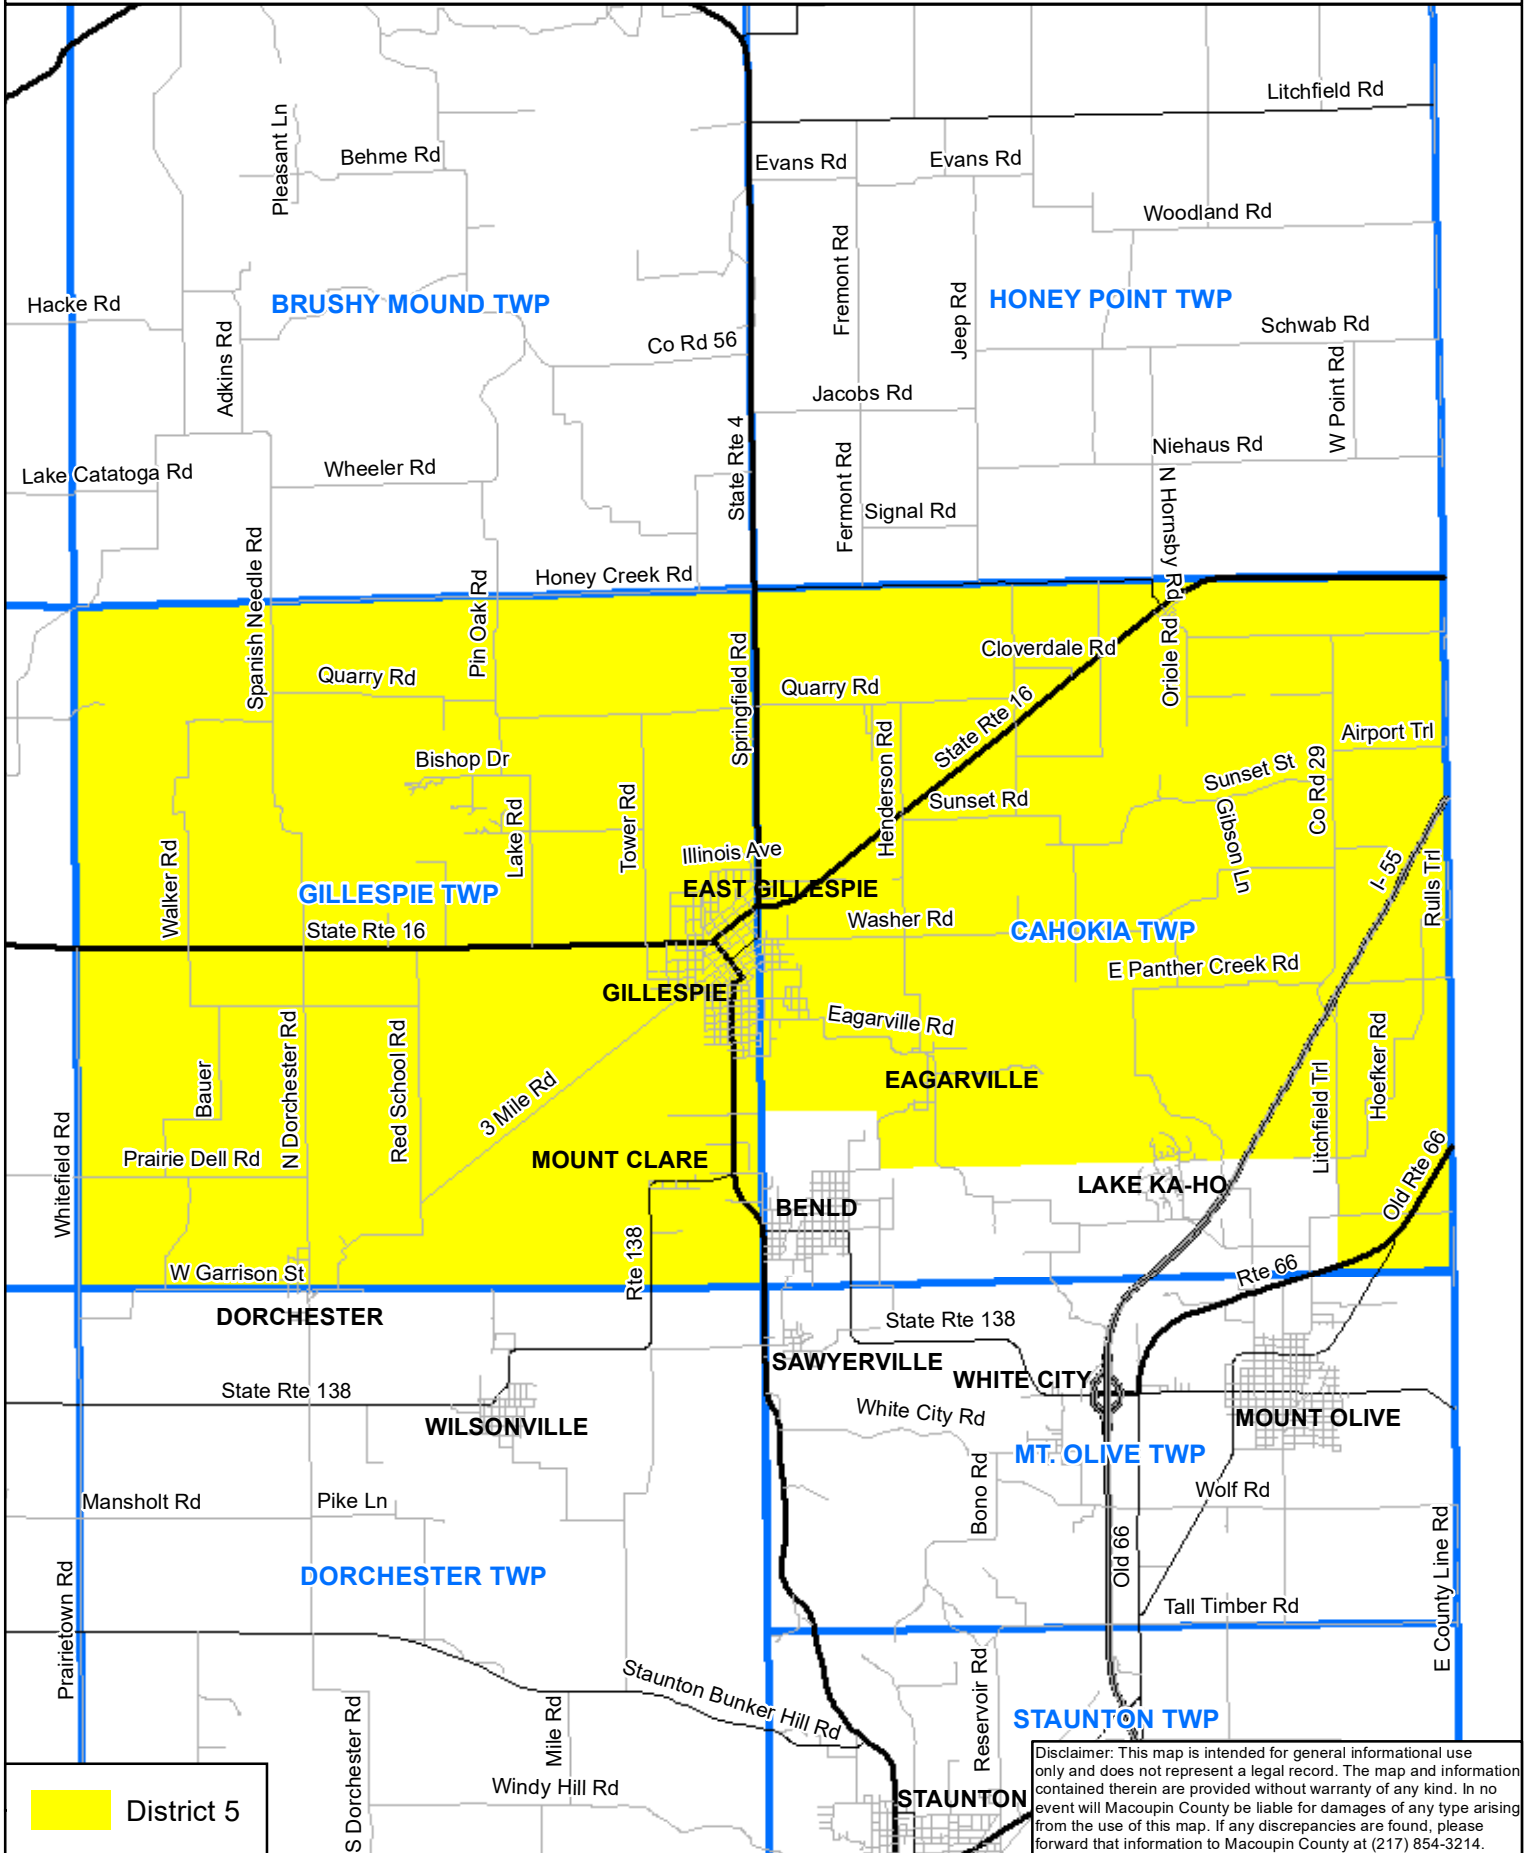 Litchfield Rd
Pleasant Ln
Behme Rd
Evans Rd
Evans Rd
Woodland Rd
Fremont Rd
Hacke Rd
BRUSHY MOUND TWP
HONEY POINT TWP
Jeep Rd
Schwab Rd
Adkins Rd
Co Rd 56
W Point Rd
Jacobs Rd
State Rte 4
Niehaus Rd
Lake Catatoga Rd
Wheeler Rd
Fermont Rd
Signal Rd
N Hornsby Rd
Honey Creek Rd
Spanish Needle Rd
Pin Oak Rd
Springfield Rd
Cloverdale Rd
Oriole Rd
Quarry Rd
Quarry Rd
State Rte 16
Henderson Rd
Airport Trl
Bishop Dr
Sunset St
Co Rd 29
Lake Rd
Tower Rd
Sunset Rd
Gibson Ln
Illinois Ave
Walker Rd
I- 55
Rulls Trl
GILLESPIE TWP
EAST GILLESPIE
State Rte 16
Washer Rd
CAHOKIA TWP
E Panther Creek Rd
GILLESPIE
Eagarville Rd
Bauer
N Dorchester Rd
Red School Rd
3 Mile Rd
EAGARVILLE
Litchfield Trl
Hoefker Rd
Whitefield Rd
Prairie Dell Rd
MOUNT CLARE
LAKE KA-HO
Old Rte 66
BENLD
Rte 138
W Garrison St
Rte 66
DORCHESTER
State Rte 138
SAWYERVILLE
WHITE CITY
State Rte 138
WILSONVILLE
White City Rd
MOUNT OLIVE
MT. OLIVE TWP
Bono Rd
Wolf Rd
Mansholt Rd
Pike Ln
Old 66
E County Line Rd
DORCHESTER TWP
Prairietown Rd
Tall Timber Rd
Staunton Bunker Hill Rd
Reservoir Rd
STAUNTON TWP
S Dorchester Rd
Mile Rd
Windy Hill Rd
STAUNTON
District 5
Disclaimer: This map is intended for general informational use
only and does not represent a legal record. The map and information
contained therein are provided without warranty of any kind. In no
event will Macoupin County be liable for damages of any type arising
from the use of this map. If any discrepancies are found, please
forward that information to Macoupin County at (217) 854-3214.